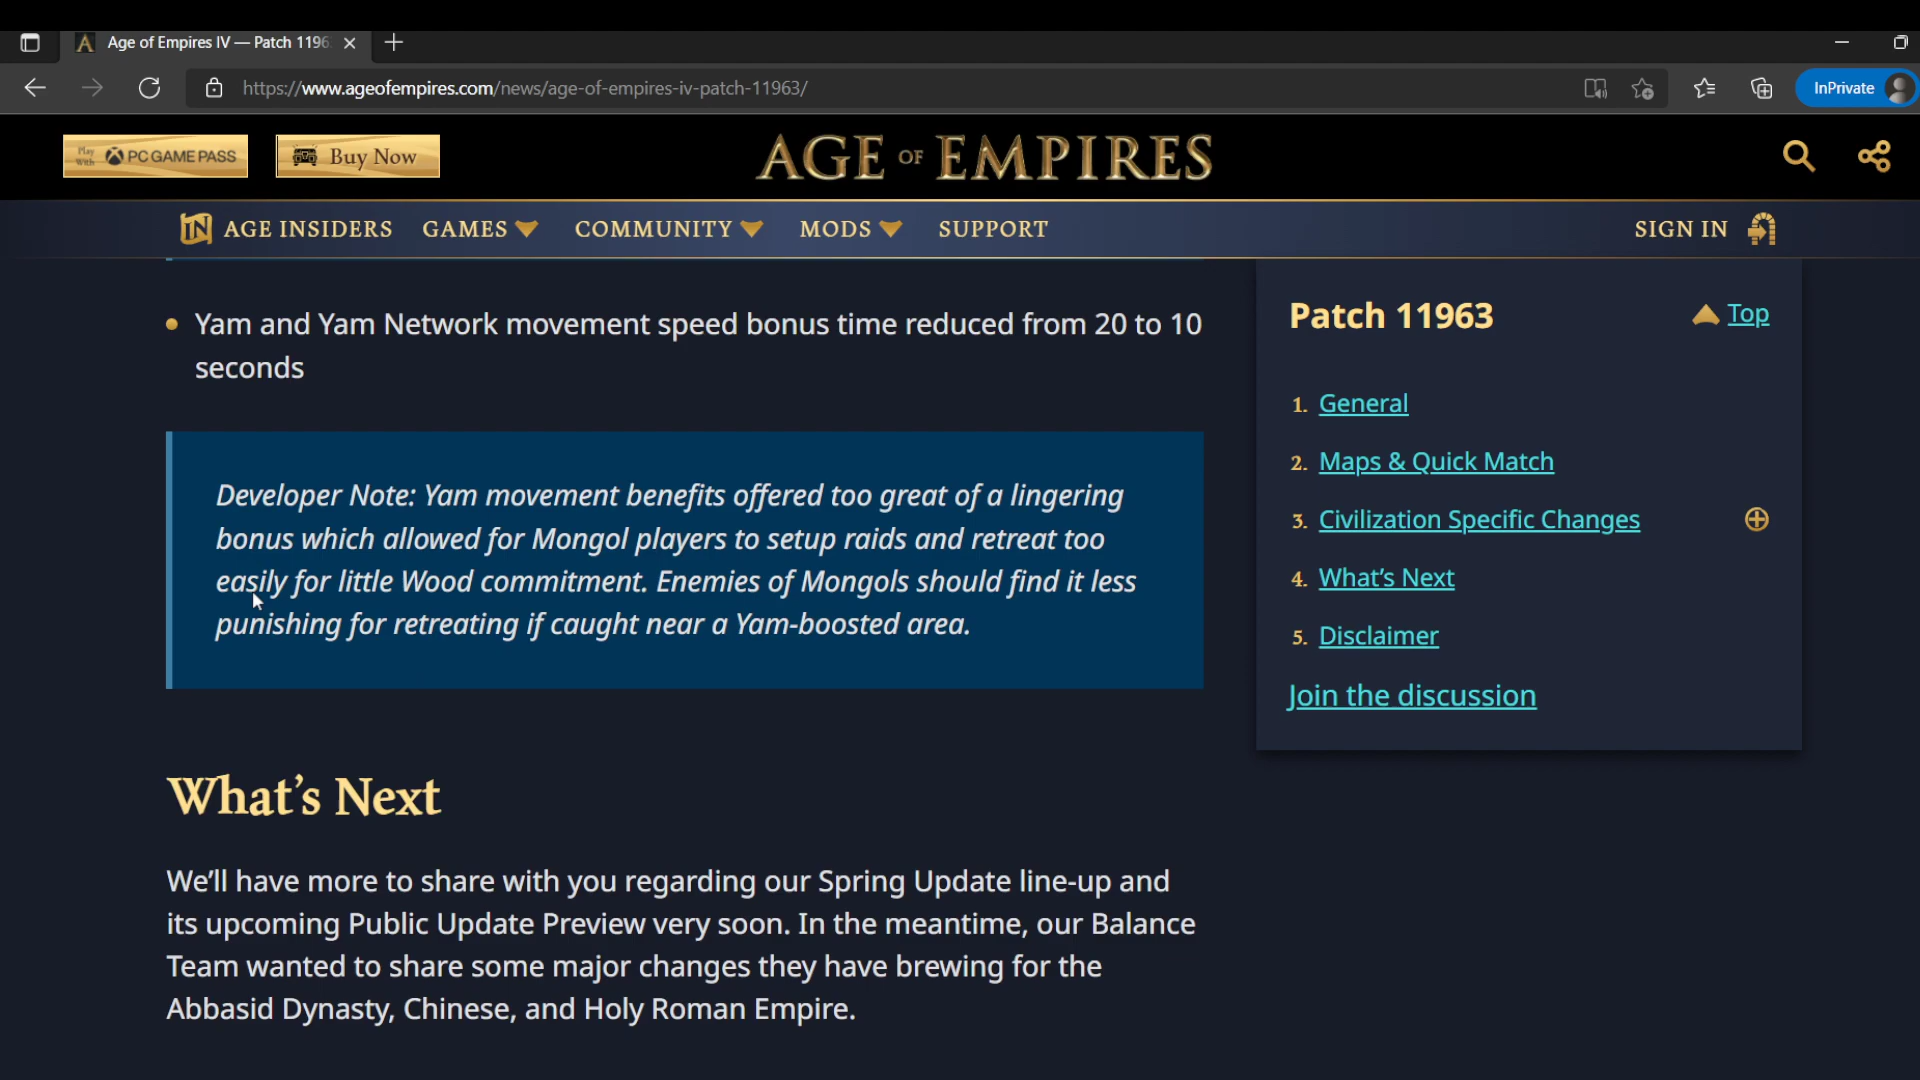 Age of Empires IV — Patch 1196
https://www.ageofempires.com/news/age-of-empires-iv-patch-11963/
InPrivate
Play With PC GAME PASS
Buy Now
AGE OF EMPIRES
IN AGE INSIDERS
GAMES
COMMUNITY
MODS
SUPPORT
SIGN IN
Yam and Yam Network movement speed bonus time reduced from 20 to 10
seconds
Developer Note: Yam movement benefits offered too great of a lingering
bonus which allowed for Mongol players to setup raids and retreat too
easily for little Wood commitment. Enemies of Mongols should find it less
punishing for retreating if caught near a Yam-boosted area.
What's Next
We'll have more to share with you regarding our Spring Update line-up and
its upcoming Public Update Preview very soon. In the meantime, our Balance
Team wanted to share some major changes they have brewing for the
Abbasid Dynasty, Chinese, and Holy Roman Empire.
Patch 11963
Top
1. General
2. Maps & Quick Match
3. Civilization Specific Changes
4. What's Next
5. Disclaimer
Join the discussion